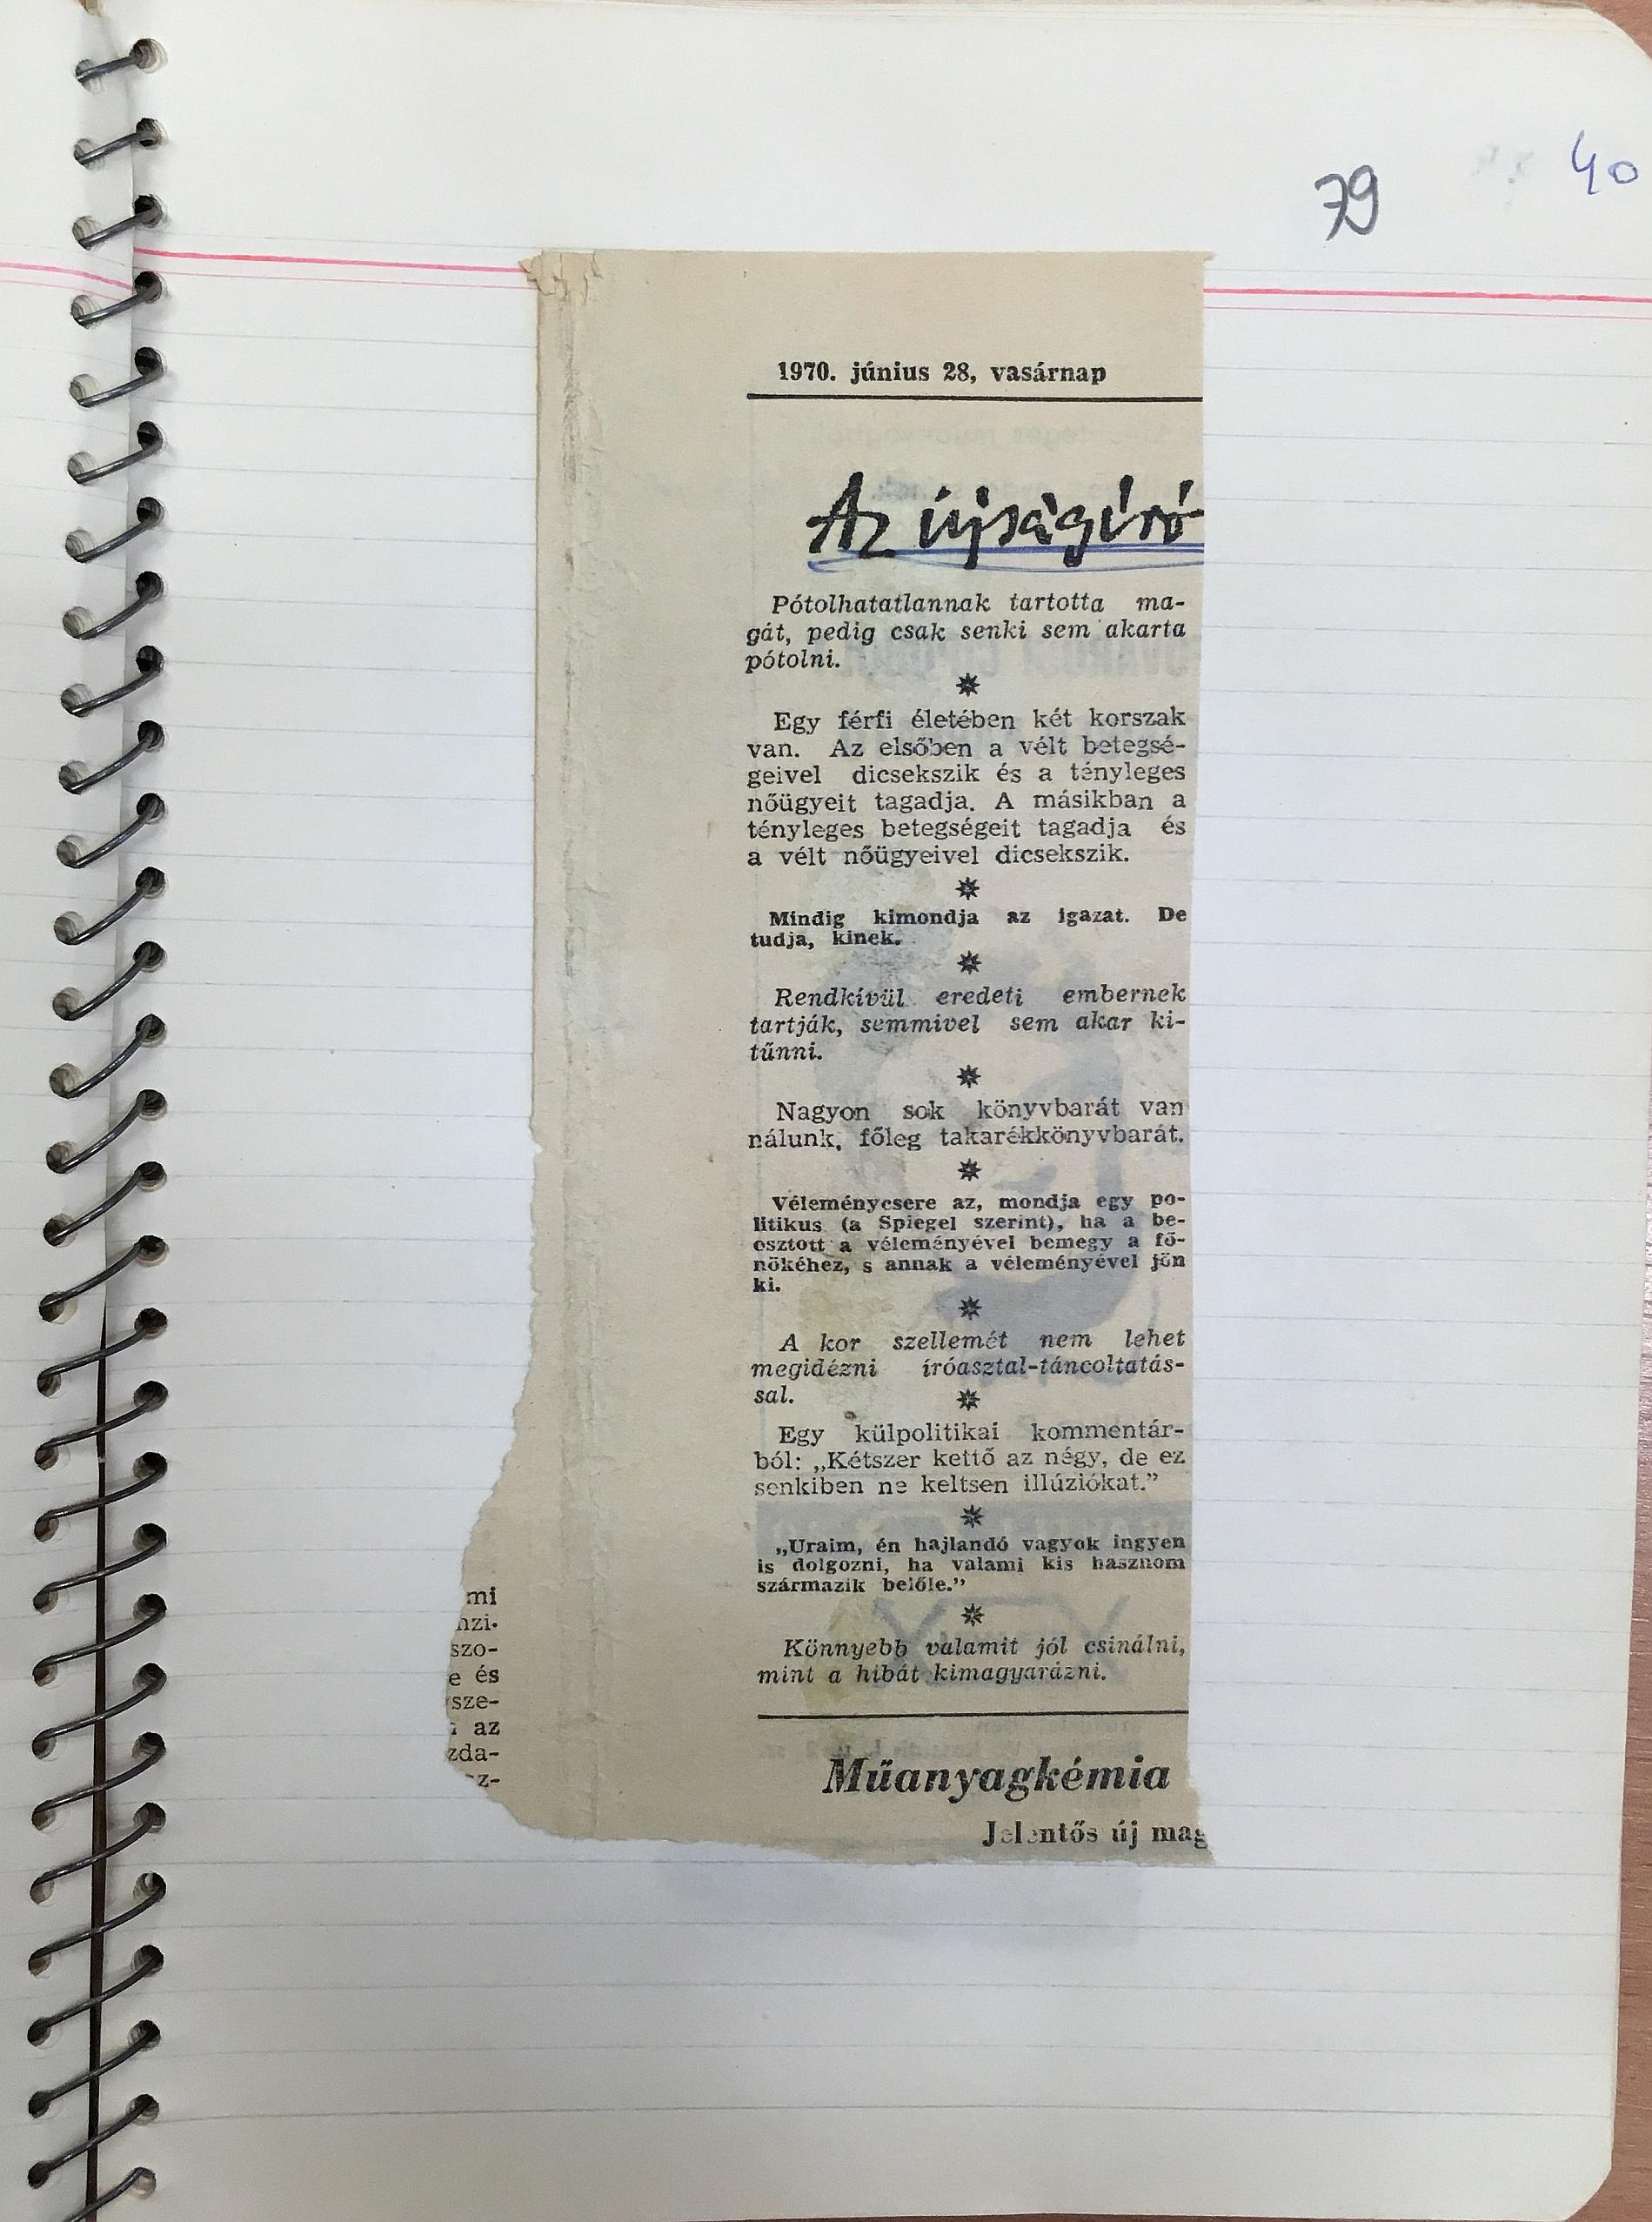 40
79
1970. június 28, vasárnap
Az újságíró
Pótolhatatlannak tartotta ma-
gát, pedig csak senki sem akarta
pótolni.
Egy férfi életében két korszak
van. Az elsőben a vélt betegsé-
geivel dicsekszik és a tényleges
nőügyeit tagadja. A másikban a
tényleges betegségeit tagadja és
a vélt nőügyeivel dicsekszik.
Mindig kimondja az igazat. De
tudja, kinek.
Rendkívül eredeti embernek
tartják, semmivel sem akar ki-
tűnni.
Nagyon sok könyvbarát van
nálunk, főleg takarékkönyvbarát.
Véleménycsere az, mondja egy po-
litikus (a Spiegel szerint), ha a be-
osztott a véleményével bemegy a fő-
nökéhez, s annak a véleményével jön
ki.
A kor szellemét nem lehet
megidézni íróasztal-táncoltatás-
sal.
Egy külpolitikai kommentár-
ból: „Kétszer kettő az négy, de ez
senkiben ne keltsen illúziókat.”
„Uraim, én hajlandó vagyok ingyen
is dolgozni, ha valami kis hasznom
származik belőle.”
Könnyebb valamit jól csinálni,
mint a hibát kimagyarázni.
mi
nzi-
szo-
e és
sze-
az
zda-
z-
Műanyagkémia
Jelentős új mag